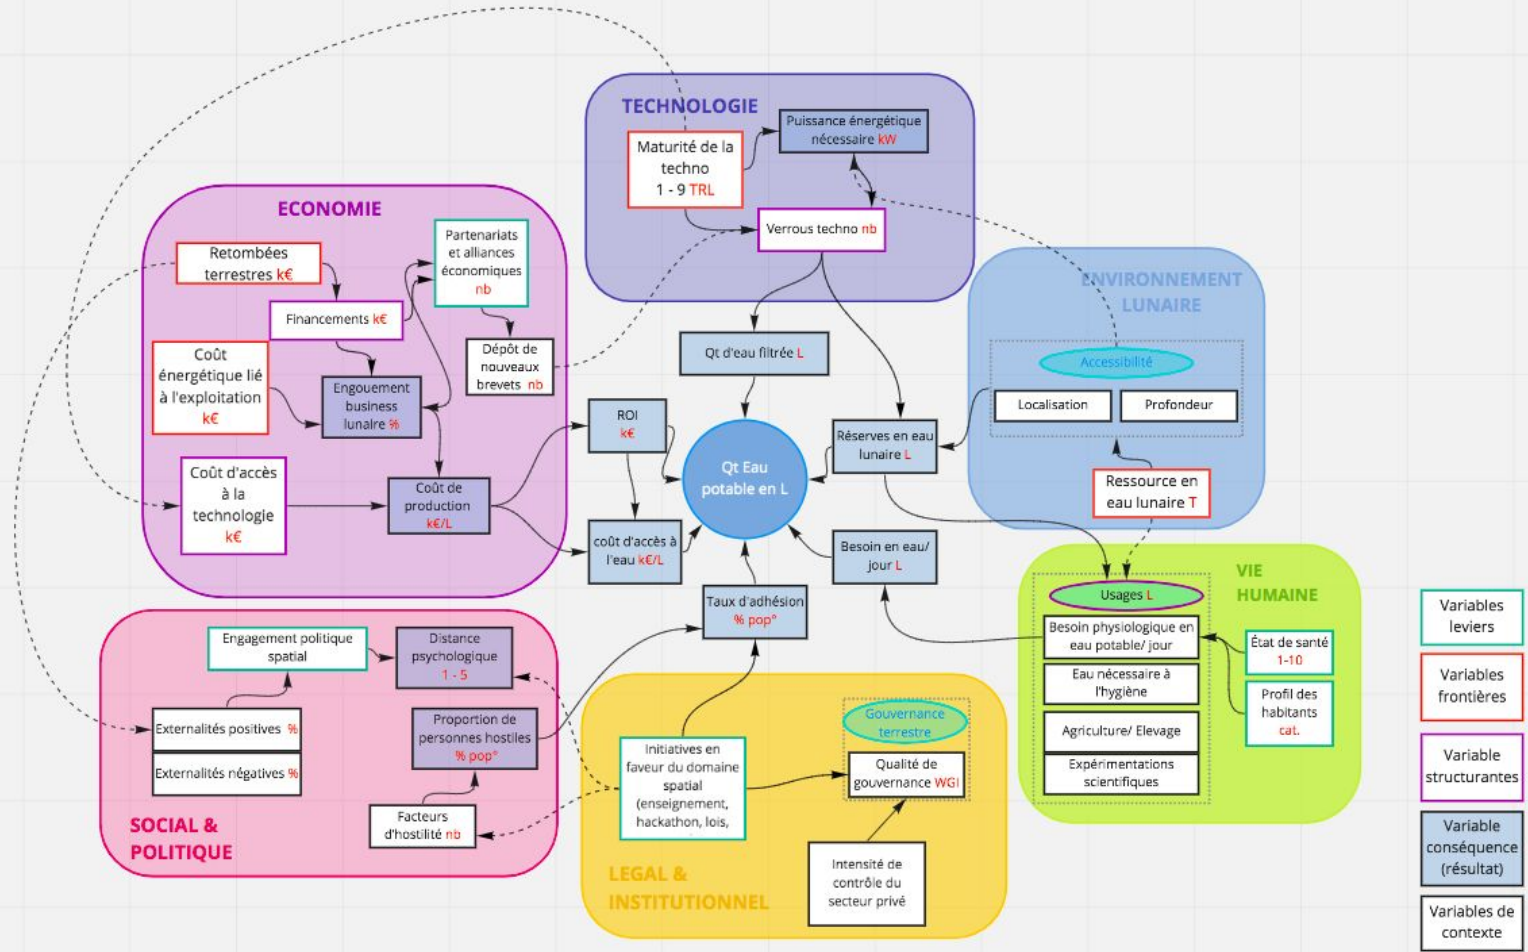 TECHNOLOGIE
Maturité de la
techno
1 - 9 TRL
Puissance énergétique
nécessaire kW
Verrous techno nb
ECONOMIE
Retombées
terrestres k€
Partenariats
et alliances
économiques
nb
Financements k€
Coût
énergétique lié
à l'exploitation
k€
Engouement
business
lunaire %
Dépôt de
nouveaux
brevets nb
Coût d'accès
à la
technologie
k€
Coût de
production
k€/L
ENVIRONNEMENT
LUNAIRE
Accessibilité
Localisation
Profondeur
Ressource en
eau lunaire T
Qt d'eau filtrée L
ROI
k€
Réserves en eau
lunaire L
Qt Eau
potable en L
coût d'accès à
l'eau k€/L
Besoin en eau/
jour L
Taux d'adhésion
% pop°
VIE
HUMAINE
Usages L
Besoin physiologique en
eau potable/ jour
Eau nécessaire à
l'hygiène
Agriculture/ Elevage
Expérimentations
scientifiques
État de santé
1-10
Profil des
habitants
cat.
Engagement politique
spatial
Distance
psychologique
1 - 5
Externalités positives %
Externalités négatives %
Proportion de
personnes hostiles
% pop°
Facteurs
d'hostilité nb
SOCIAL &
POLITIQUE
Initiatives en
faveur du domaine
spatial
(enseignement,
hackathon, lois,
Gouvernance
terrestre
Qualité de
gouvernance WGI
Intensité de
contrôle du
secteur privé
LEGAL &
INSTITUTIONNEL
Variables
leviers
Variables
frontières
Variable
structurantes
Variable
conséquence
(résultat)
Variables de
contexte